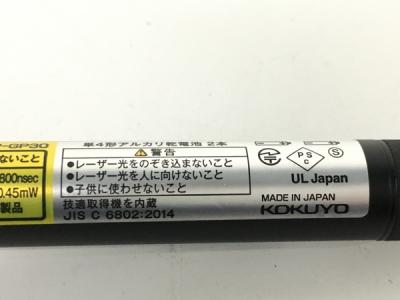 -GP30
ないこと
800nsec
0.45mW
製品
単4形アルカリ乾電池 2本
警告
●レーザー光をのぞき込まないこと
●レーザー光を人に向けないこと
●子供に使わせないこと
技適取得機を内蔵
JIS C 6802:2014
PS
C
UL Japan
MADE IN JAPAN
KOKUYO